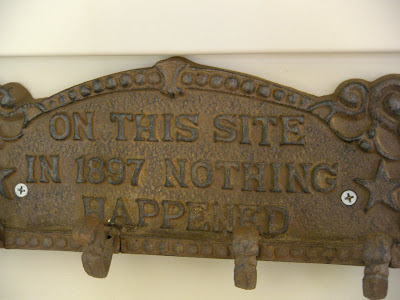 ON THIS SITE
IN 1897 NOTHING
HAPPENED